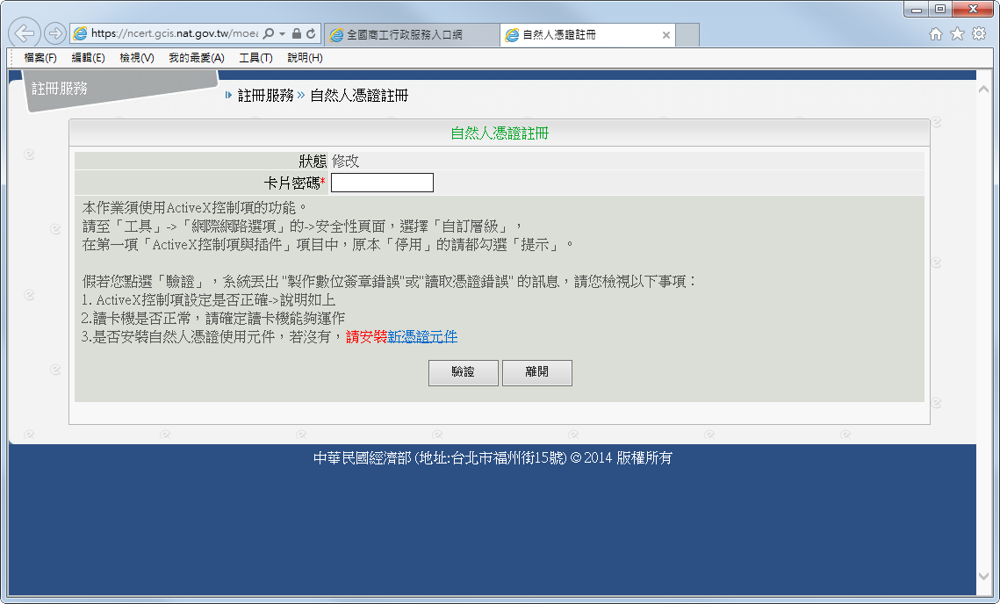 https://ncert.gcis.nat.gov.tw/moea
全國商工行政服務入口網
自然人憑證註冊
檔案(F) 編輯(E) 檢視(V) 我的最愛(A) 工具(T) 說明(H)
註冊服務
註冊服務 » 自然人憑證註冊
自然人憑證註冊
狀態 修改
卡片密碼*
本作業須使用ActiveX控制項的功能。
請至「工具」->「網際網路選項」的->安全性頁面，選擇「自訂層級」，
在第一項「ActiveX控制項與插件」項目中，原本「停用」的請都勾選「提示」。
假若您點選「驗證」，系統丟出 "製作數位簽章錯誤"或"讀取憑證錯誤" 的訊息，請您檢視以下事項：
1. ActiveX控制項設定是否正確->說明如上
2.讀卡機是否正常，請確定讀卡機能夠運作
3.是否安裝自然人憑證使用元件，若沒有，請安裝新憑證元件
驗證 離開
中華民國經濟部 (地址:台北市福州街15號) © 2014 版權所有